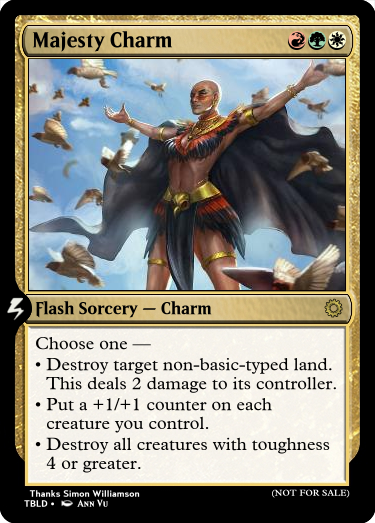 Majesty Charm
Flash Sorcery — Charm
Choose one —
• Destroy target non-basic-typed land.
This deals 2 damage to its controller.
• Put a +1/+1 counter on each
creature you control.
• Destroy all creatures with toughness
4 or greater.
Thanks Simon Williamson
TBLD • Ann Vu
(NOT FOR SALE)